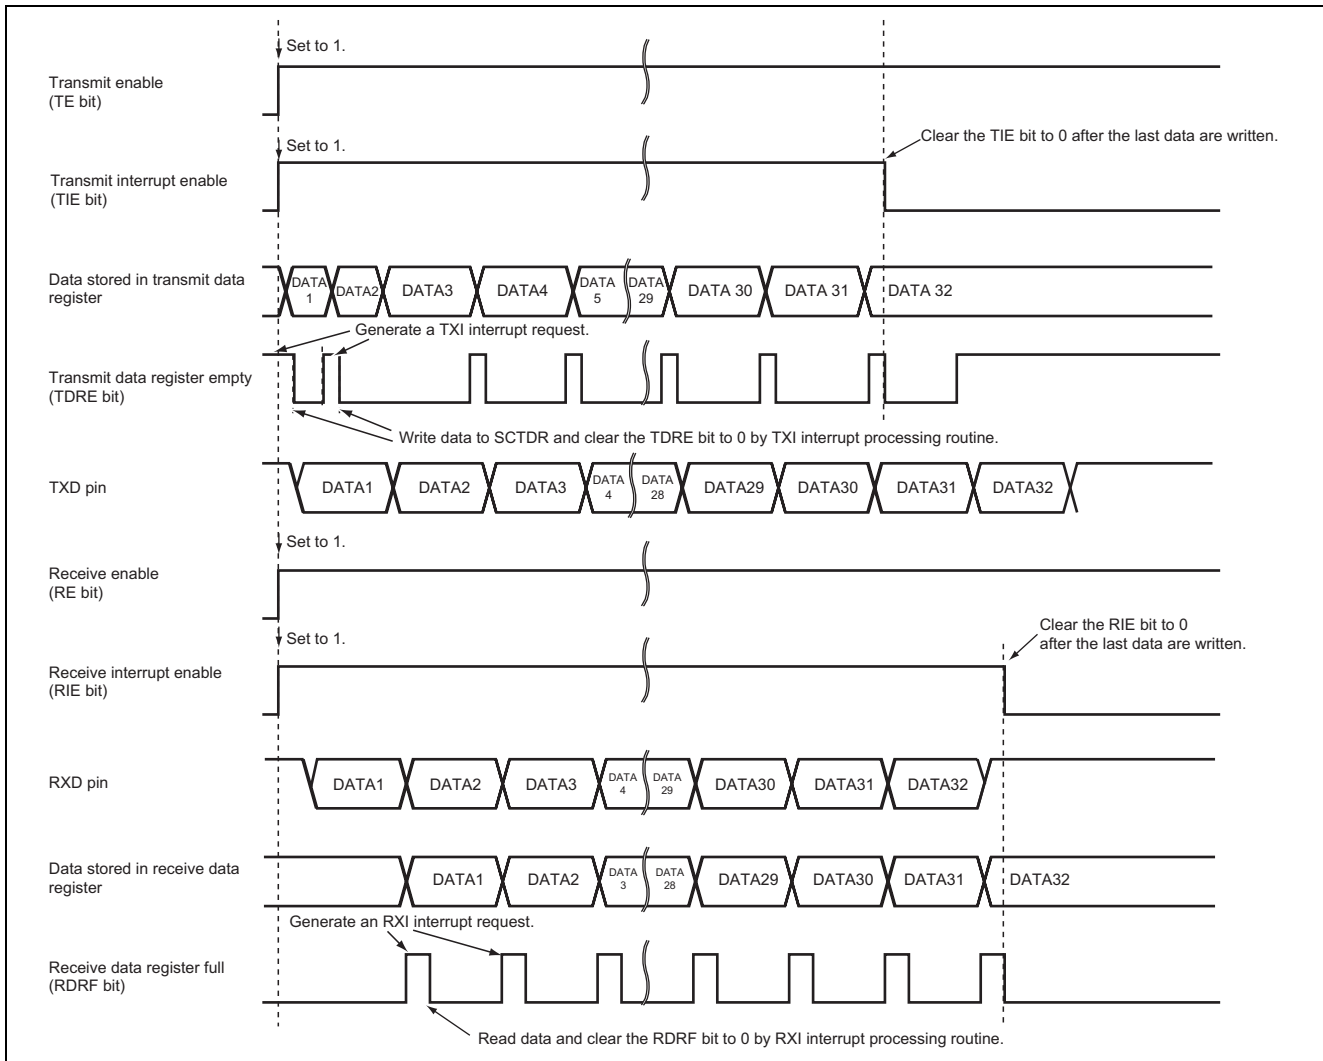 Set to 1.
Transmit enable
(TE bit)
Clear the TIE bit to 0 after the last data are written.
Set to 1.
Transmit interrupt enable
(TIE bit)
Data stored in transmit data
register
DATA
1
DATA2
DATA3
DATA4
DATA
5
DATA
29
DATA 30
DATA 31
DATA 32
Generate a TXI interrupt request.
Transmit data register empty
(TDRE bit)
Write data to SCTDR and clear the TDRE bit to 0 by TXI interrupt processing routine.
TXD pin
DATA1
DATA2
DATA3
DATA
4
DATA
28
DATA29
DATA30
DATA31
DATA32
Set to 1.
Receive enable
(RE bit)
Clear the RIE bit to 0
after the last data are written.
Set to 1.
Receive interrupt enable
(RIE bit)
RXD pin
DATA1
DATA2
DATA3
DATA
4
DATA
29
DATA30
DATA31
DATA32
Data stored in receive data
register
DATA1
DATA2
DATA
3
DATA
28
DATA29
DATA30
DATA31
DATA32
Generate an RXI interrupt request.
Receive data register full
(RDRF bit)
Read data and clear the RDRF bit to 0 by RXI interrupt processing routine.